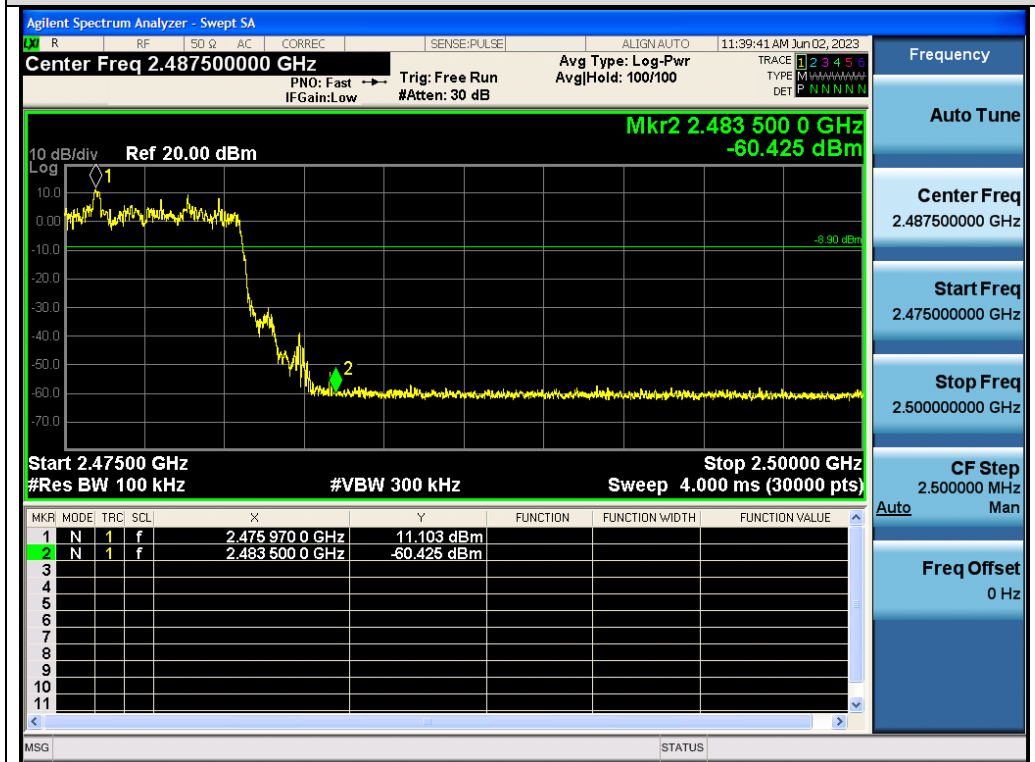 Agilent Spectrum Analyzer - Swept SA
LXI R RF 50 Ω AC CORREC SENSE:PULSE ALIGNAUTO 11:39:41 AM Jun 02, 2023
Center Freq 2.487500000 GHz
PNO: Fast
IFGain:Low
Trig: Free Run
#Atten: 30 dB
Avg Type: Log-Pwr
Avg|Hold: 100/100
TRACE 1 2 3 4 5 6
TYPE M W W W W W
DET P N N N N N
Mkr2 2.483 500 0 GHz
-60.425 dBm
10 dB/div Ref 20.00 dBm
Log
1
10.0
0.00
-10.0
-8.90 dBm
-20.0
-30.0
-40.0
-50.0
2
-60.0
-70.0
Start 2.47500 GHz Stop 2.50000 GHz
#Res BW 100 kHz #VBW 300 kHz Sweep 4.000 ms (30000 pts)
MKR MODE TRC SCL X Y FUNCTION FUNCTION WIDTH FUNCTION VALUE
1 N 1 f 2.475 970 0 GHz 11.103 dBm
2 N 1 f 2.483 500 0 GHz -60.425 dBm
3
4
5
6
7
8
9
10
11
MSG STATUS
Frequency
Auto Tune
Center Freq
2.487500000 GHz
Start Freq
2.475000000 GHz
Stop Freq
2.500000000 GHz
CF Step
2.500000 MHz
Auto Man
Freq Offset
0 Hz